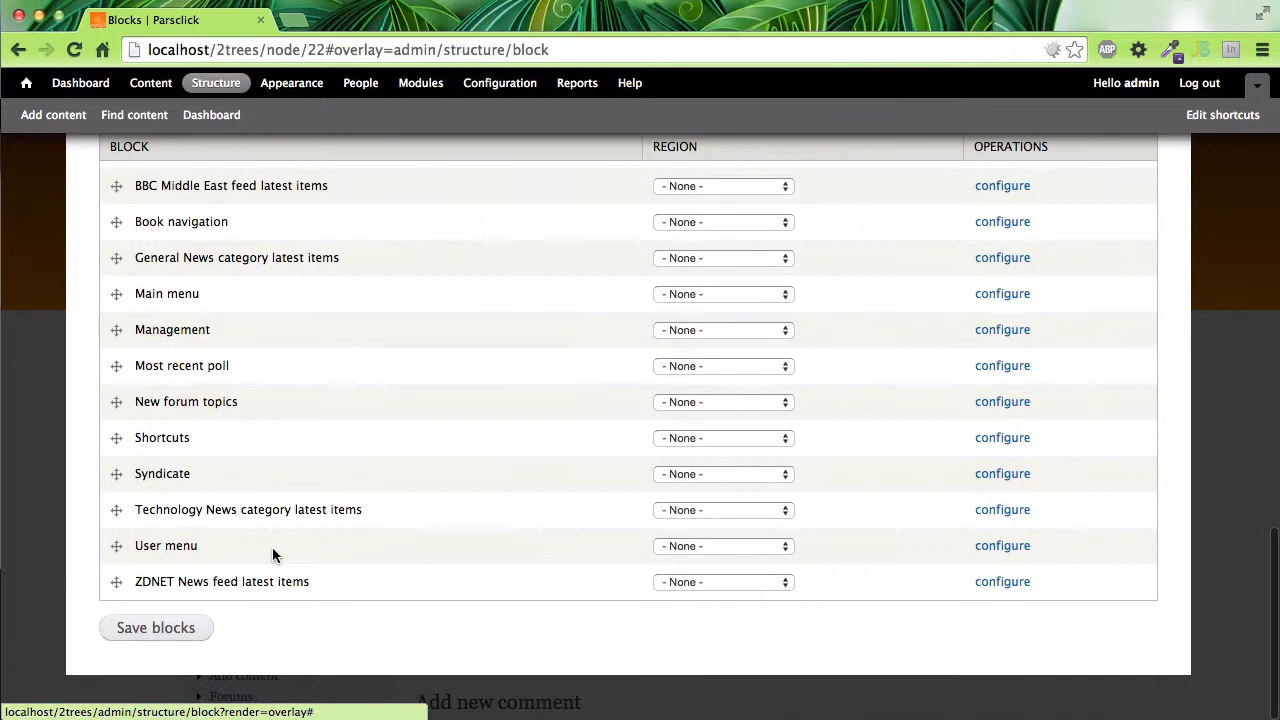 Blocks | Parsclick
localhost/2trees/node/22#overlay=admin/structure/block
ABP
In
Dashboard Content Structure Appearance People Modules Configuration Reports Help Hello admin Log out
Add content Find content Dashboard Edit shortcuts
BLOCK REGION OPERATIONS
BBC Middle East feed latest items - None - configure
Book navigation - None - configure
General News category latest items - None - configure
Main menu - None - configure
Management - None - configure
Most recent poll - None - configure
New forum topics - None - configure
Shortcuts - None - configure
Syndicate - None - configure
Technology News category latest items - None - configure
User menu - None - configure
ZDNET News feed latest items - None - configure
Save blocks
Add content
Forums
Add new comment
localhost/2trees/admin/structure/block?render=overlay#